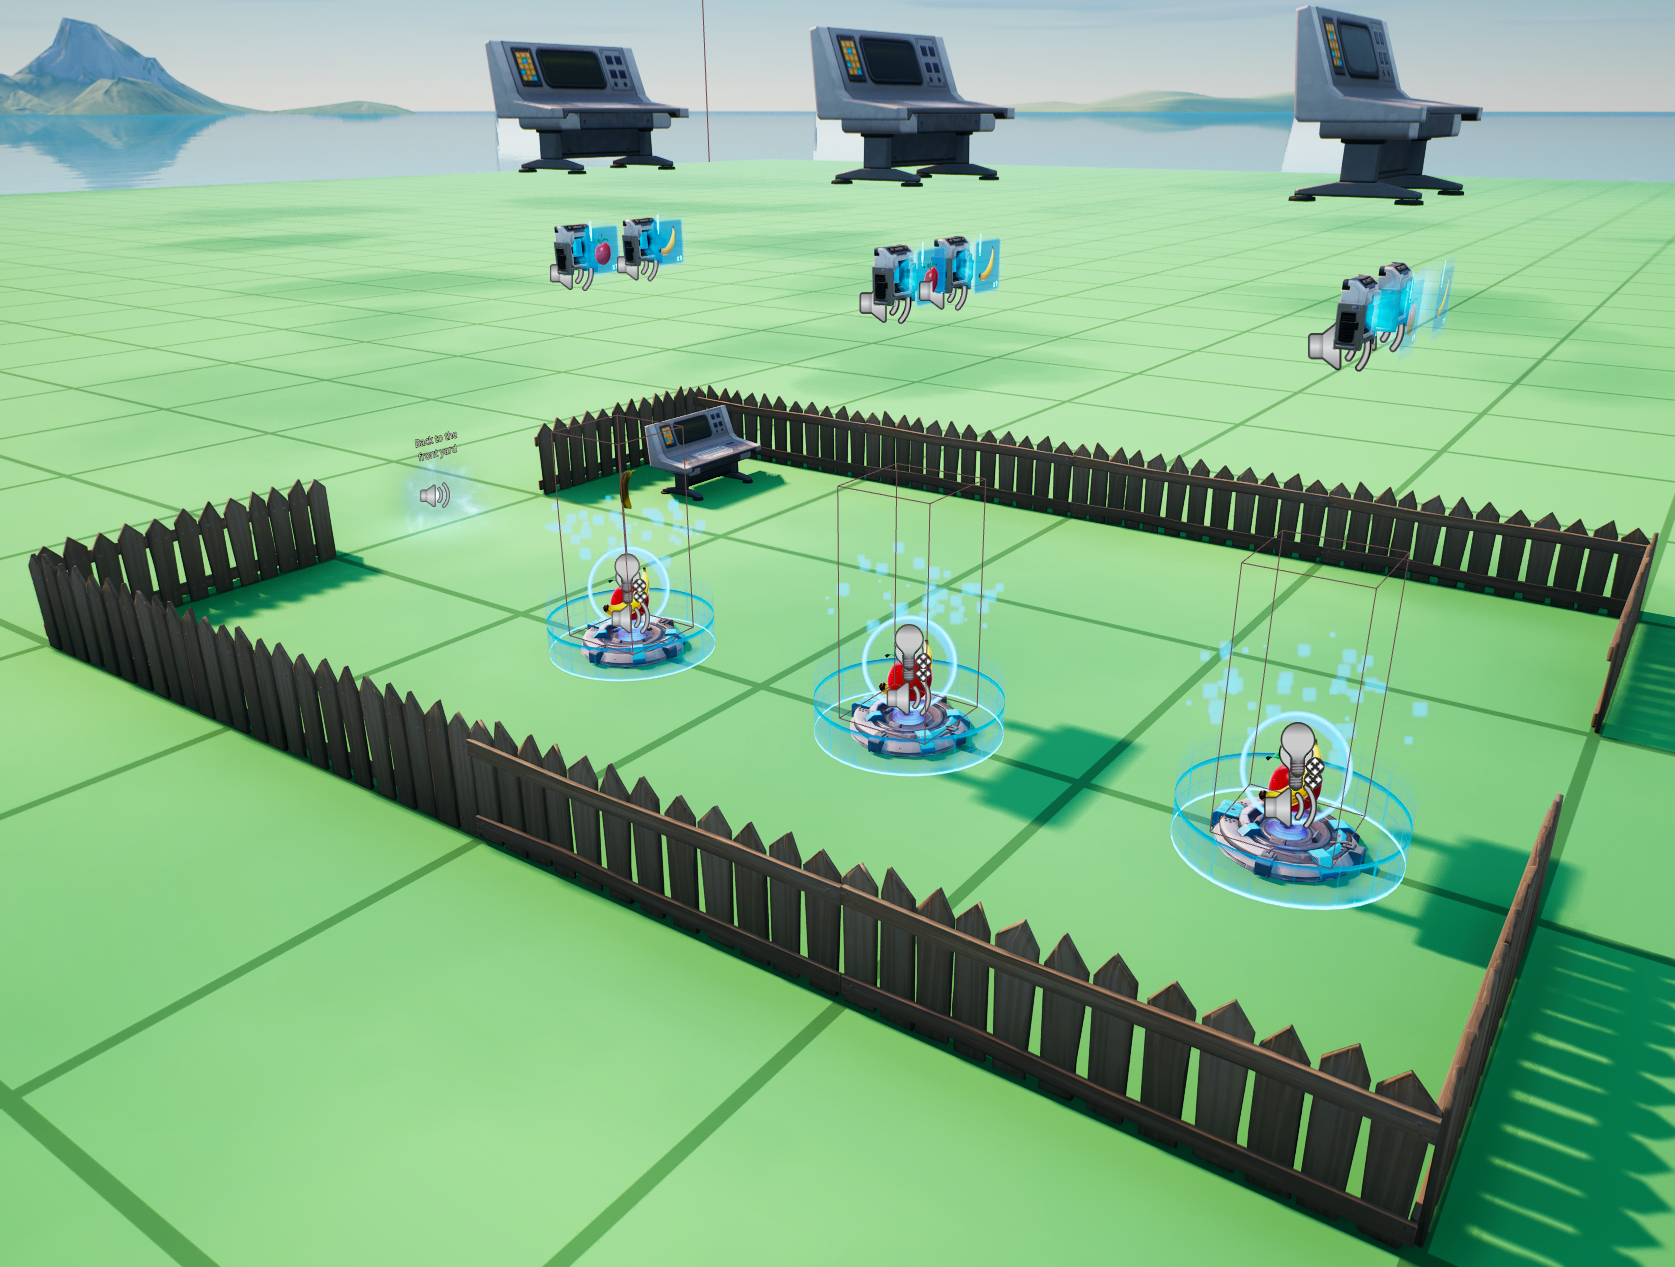 Back to the
front yard